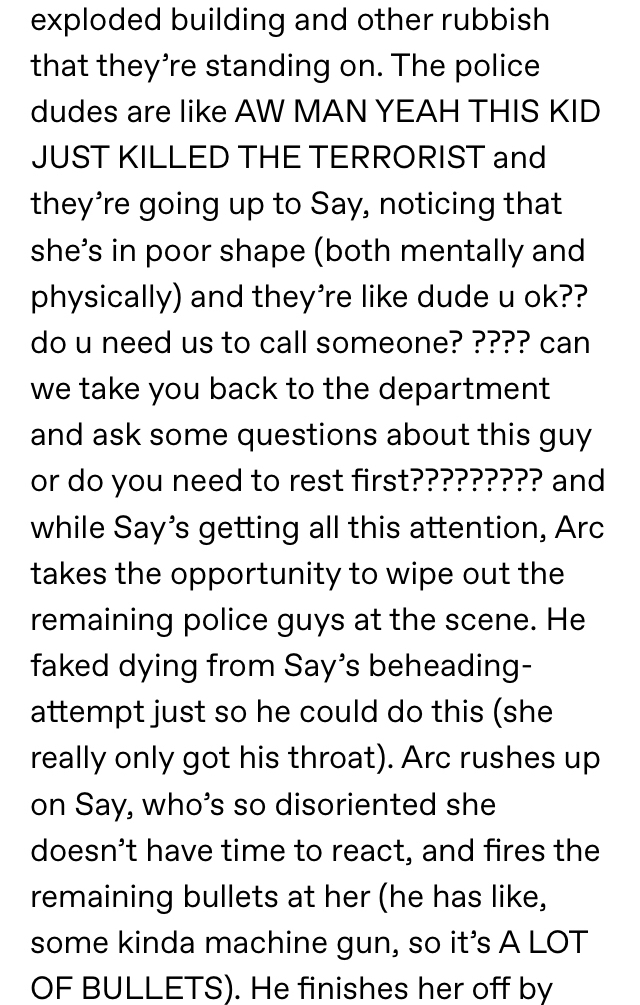 exploded building and other rubbish
that they’re standing on. The police
dudes are like AW MAN YEAH THIS KID
JUST KILLED THE TERRORIST and
they’re going up to Say, noticing that
she’s in poor shape (both mentally and
physically) and they’re like dude u ok??
do u need us to call someone? ???? can
we take you back to the department
and ask some questions about this guy
or do you need to rest first????????? and
while Say’s getting all this attention, Arc
takes the opportunity to wipe out the
remaining police guys at the scene. He
faked dying from Say’s beheading-
attempt just so he could do this (she
really only got his throat). Arc rushes up
on Say, who’s so disoriented she
doesn’t have time to react, and fires the
remaining bullets at her (he has like,
some kinda machine gun, so it’s A LOT
OF BULLETS). He finishes her off by